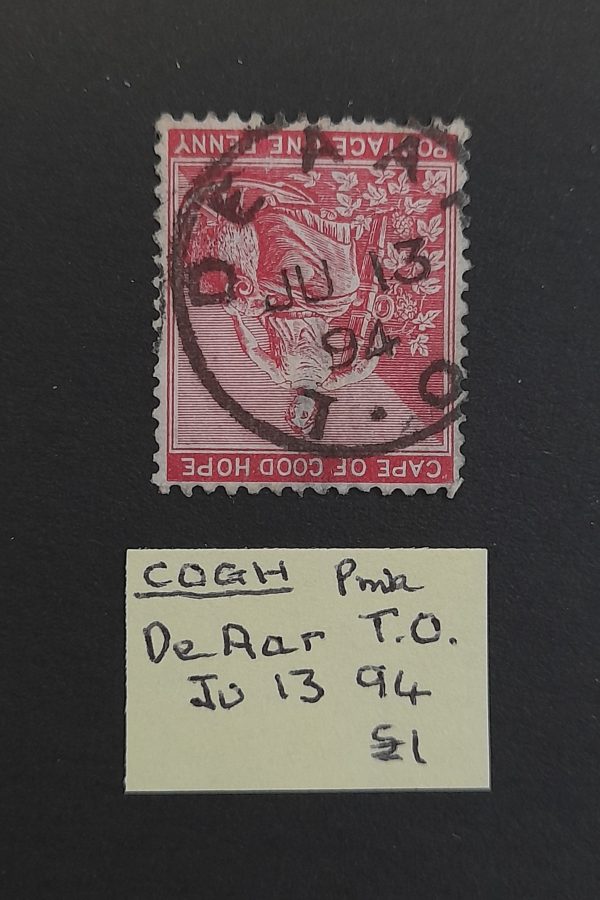 POSTAGE ONE PENNY
DE AA
JU 13
94
T.O.
CAPE OF GOOD HOPE
COGH Pmk
De Aar T.O.
Ju 13 94
£1